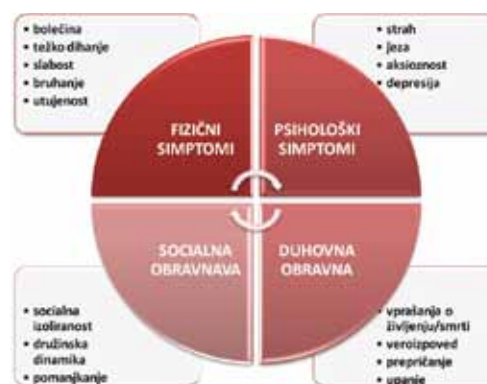 • bolečina
• težko dihanje
• slabost
• bruhanje
• utujenost
• strah
• jeza
• aksioznost
• depresija
FIZIČNI
SIMPTOMI
PSIHOLOŠKI
SIMPTOMI
SOCIALNA
OBRAVNAVA
DUHOVNA
OBRAVNA
• socialna
izoliranost
• družinska
dinamika
• pomanjkanje
• vprašanja o
življenju/smrti
• veroizpoved
• prepričanje
• upanje